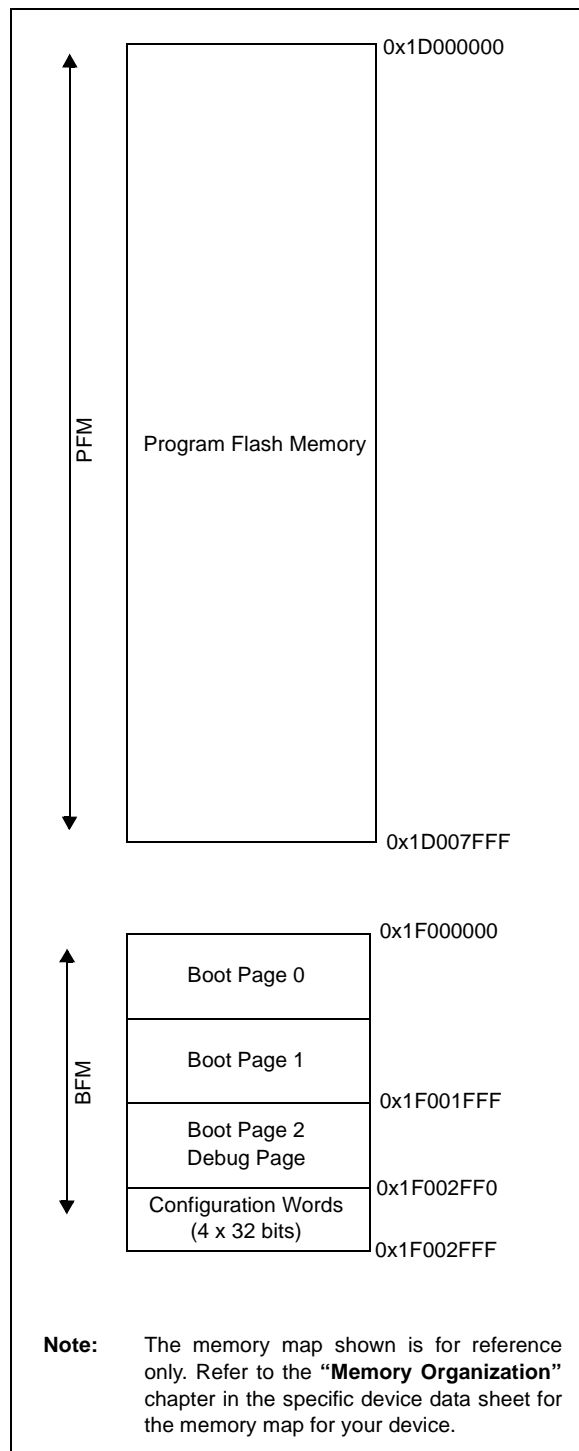 0x1D000000
PFM
Program Flash Memory
0x1D007FFF
0x1F000000
BFM
Boot Page 0
Boot Page 1
0x1F001FFF
Boot Page 2
Debug Page
0x1F002FF0
Configuration Words
(4 x 32 bits)
0x1F002FFF
Note: The memory map shown is for reference
only. Refer to the “Memory Organization”
chapter in the specific device data sheet for
the memory map for your device.